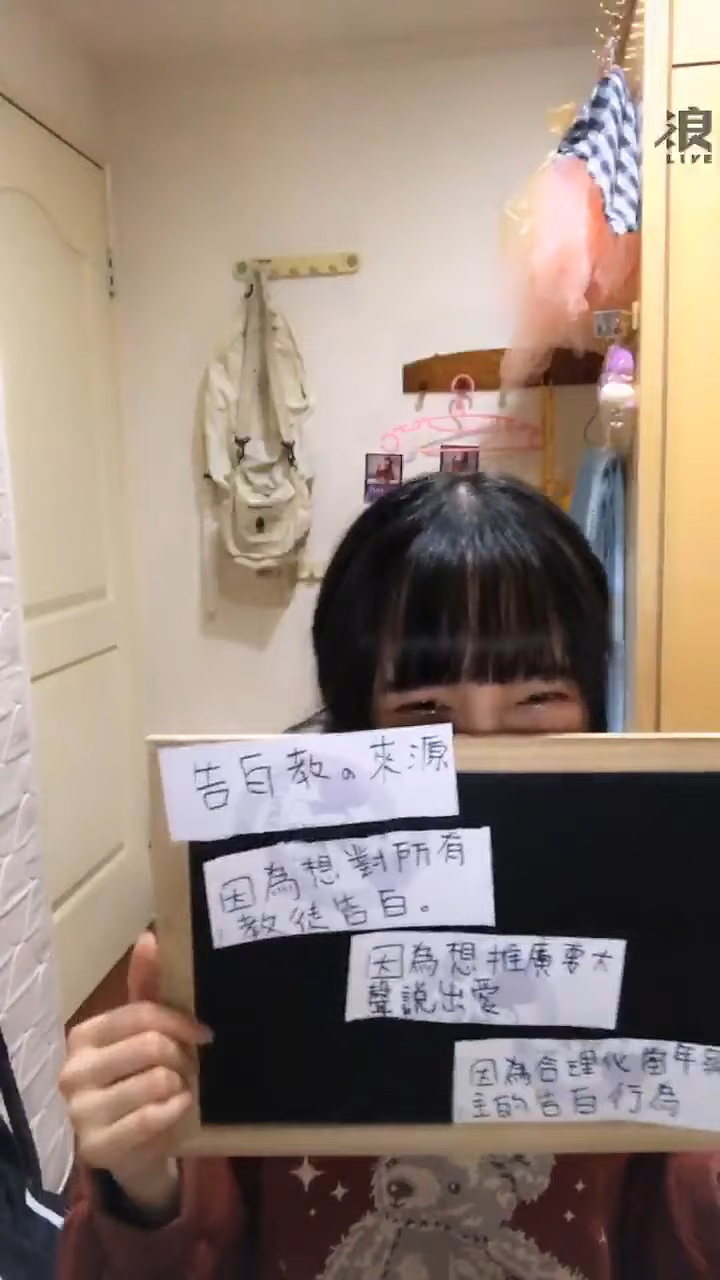 浪
LIVE
告白教。來源
因為想對所有
教徒告白。
因為想推廣要大
聲說出愛
因為合理化當年
主的告白行為